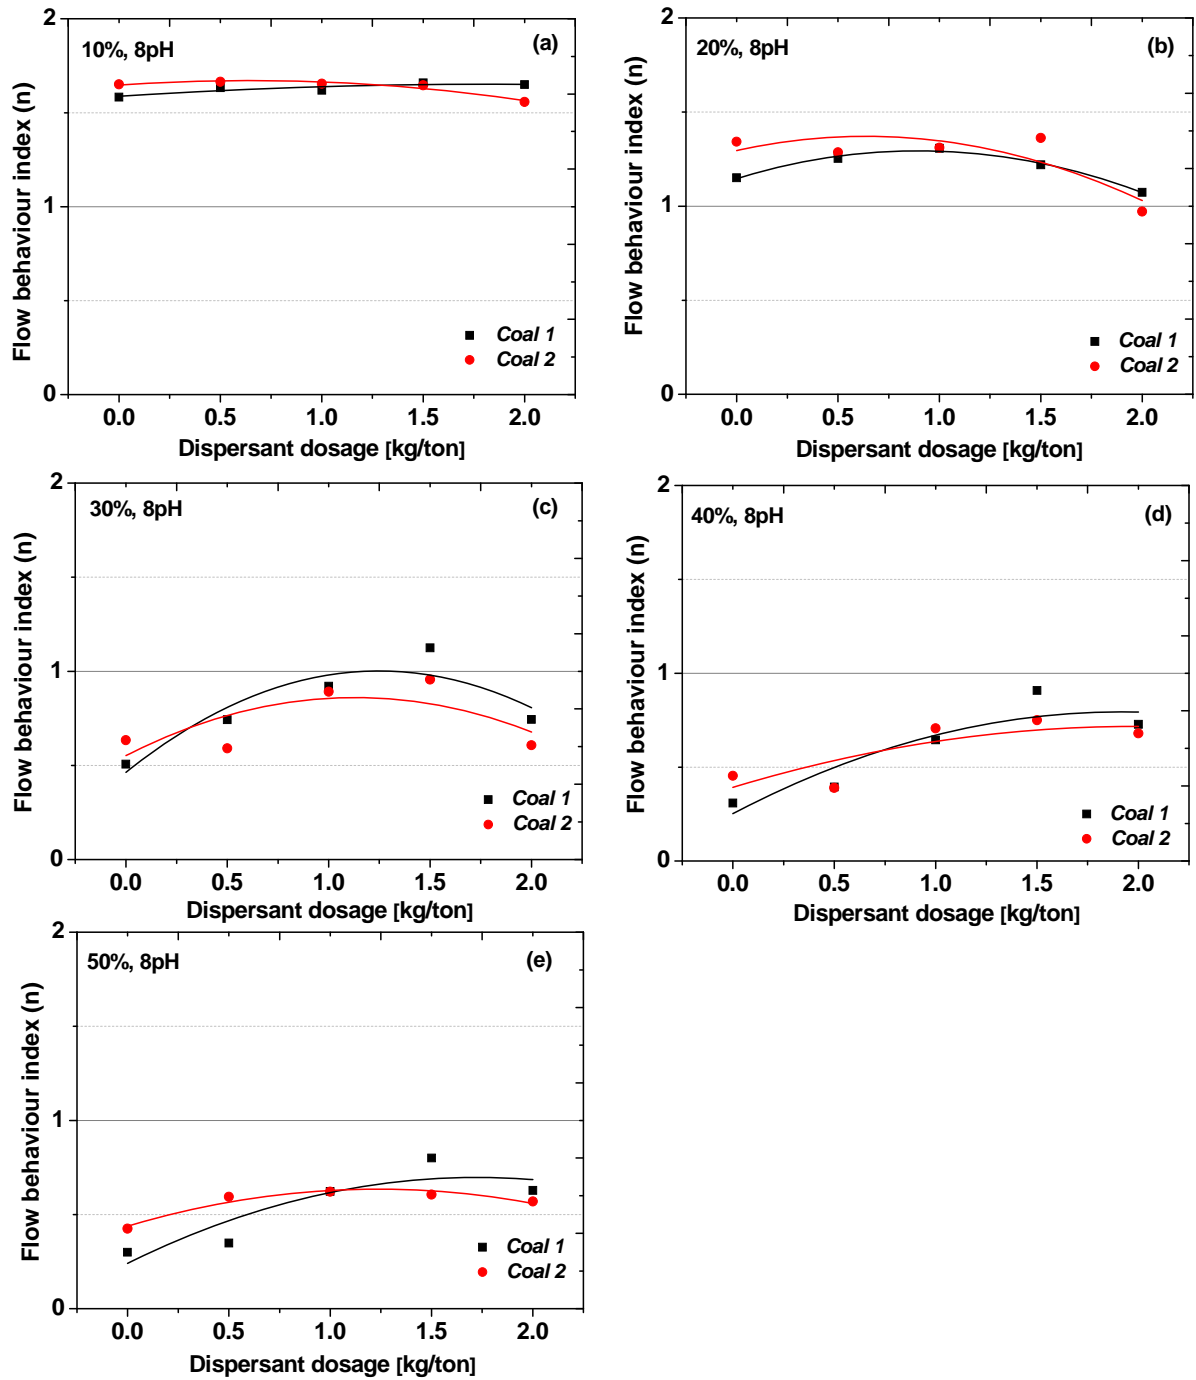 10%, 8pH
(a)
Flow behaviour index (n)
2
1
0
Coal 1
Coal 2
0.0 0.5 1.0 1.5 2.0
Dispersant dosage [kg/ton]
20%, 8pH
(b)
Flow behaviour index (n)
2
1
0
Coal 1
Coal 2
0.0 0.5 1.0 1.5 2.0
Dispersant dosage [kg/ton]
30%, 8pH
(c)
Flow behaviour index (n)
2
1
0
Coal 1
Coal 2
0.0 0.5 1.0 1.5 2.0
Dispersant dosage [kg/ton]
40%, 8pH
(d)
Flow behaviour index (n)
2
1
0
Coal 1
Coal 2
0.0 0.5 1.0 1.5 2.0
Dispersant dosage [kg/ton]
50%, 8pH
(e)
Flow behaviour index (n)
2
1
0
Coal 1
Coal 2
0.0 0.5 1.0 1.5 2.0
Dispersant dosage [kg/ton]